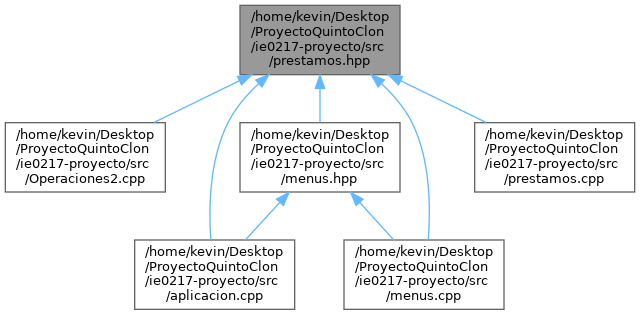 /home/kevin/Desktop
/ProyectoQuintoClon
/ie0217-proyecto/src
/prestamos.hpp
/home/kevin/Desktop
/ProyectoQuintoClon
/ie0217-proyecto/src
/Operaciones2.cpp
/home/kevin/Desktop
/ProyectoQuintoClon
/ie0217-proyecto/src
/menus.hpp
/home/kevin/Desktop
/ProyectoQuintoClon
/ie0217-proyecto/src
/prestamos.cpp
/home/kevin/Desktop
/ProyectoQuintoClon
/ie0217-proyecto/src
/aplicacion.cpp
/home/kevin/Desktop
/ProyectoQuintoClon
/ie0217-proyecto/src
/menus.cpp